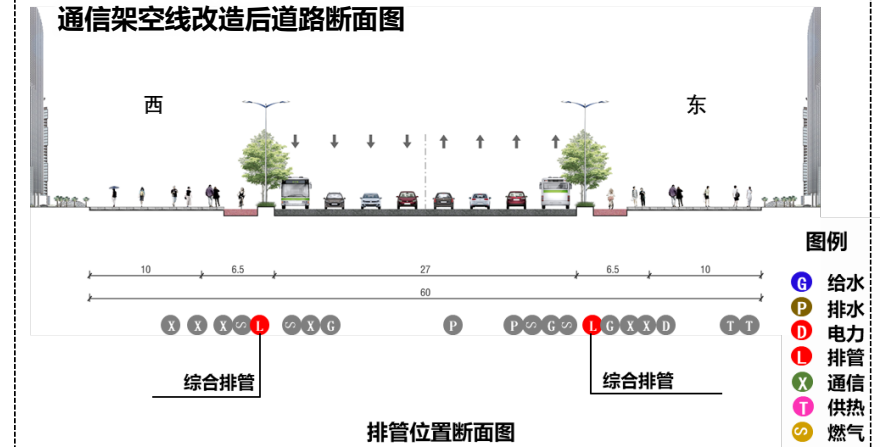 通信架空线改造后道路断面图
西
东
10 6.5 27 6.5 10
60
X X X S L S X G P P S G S L G X X D T T
综合排管
综合排管
排管位置断面图
图例
G 给水
P 排水
D 电力
L 排管
X 通信
T 供热
S 燃气